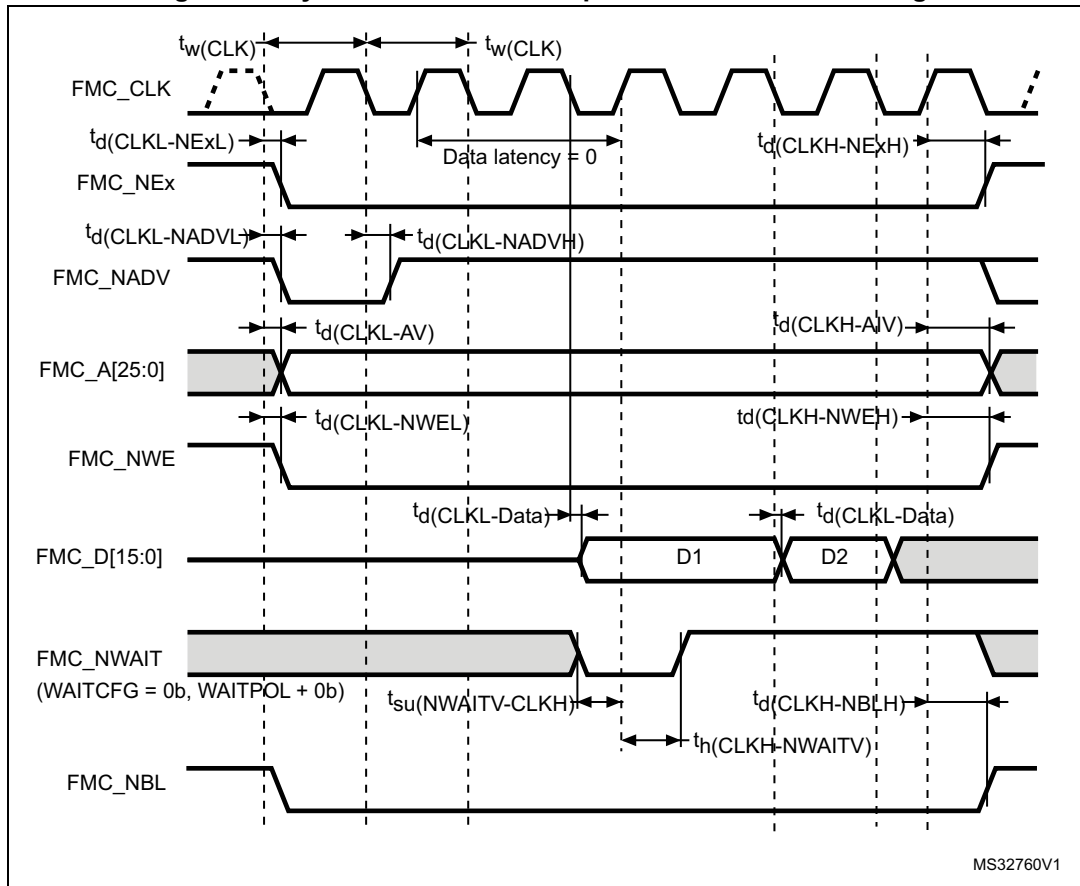 tw(CLK) tw(CLK)
FMC_CLK
td(CLKL-NExL) Data latency = 0 td(CLKH-NExH)
FMC_NEx
td(CLKL-NADVL) td(CLKL-NADVH)
FMC_NADV
td(CLKL-AV) td(CLKH-AIV)
FMC_A[25:0]
td(CLKL-NWEL) td(CLKH-NWEH)
FMC_NWE
td(CLKL-Data) td(CLKL-Data)
FMC_D[15:0] D1 D2
FMC_NWAIT
(WAITCFG = 0b, WAITPOL + 0b)
tsu(NWAITV-CLKH) td(CLKH-NBLH)
th(CLKH-NWAITV)
FMC_NBL
MS32760V1